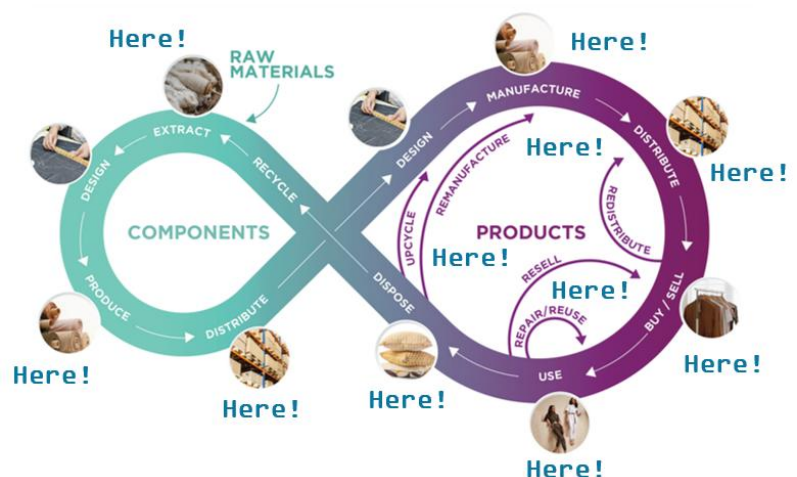 Here!
RAW
MATERIALS
EXTRACT
DESIGN
PRODUCE
DISTRIBUTE
RECYCLE
COMPONENTS
Here!
Here!
Here!
DESIGN
MANUFACTURE
Here!
DISTRIBUTE
Here!
BUY / SELL
Here!
USE
Here!
DISPOSE
Here!
UPCYCLE
REMANUFACTURE
Here!
REDISTRIBUTE
PRODUCTS
Here!
RESELL
Here!
REPAIR/REUSE